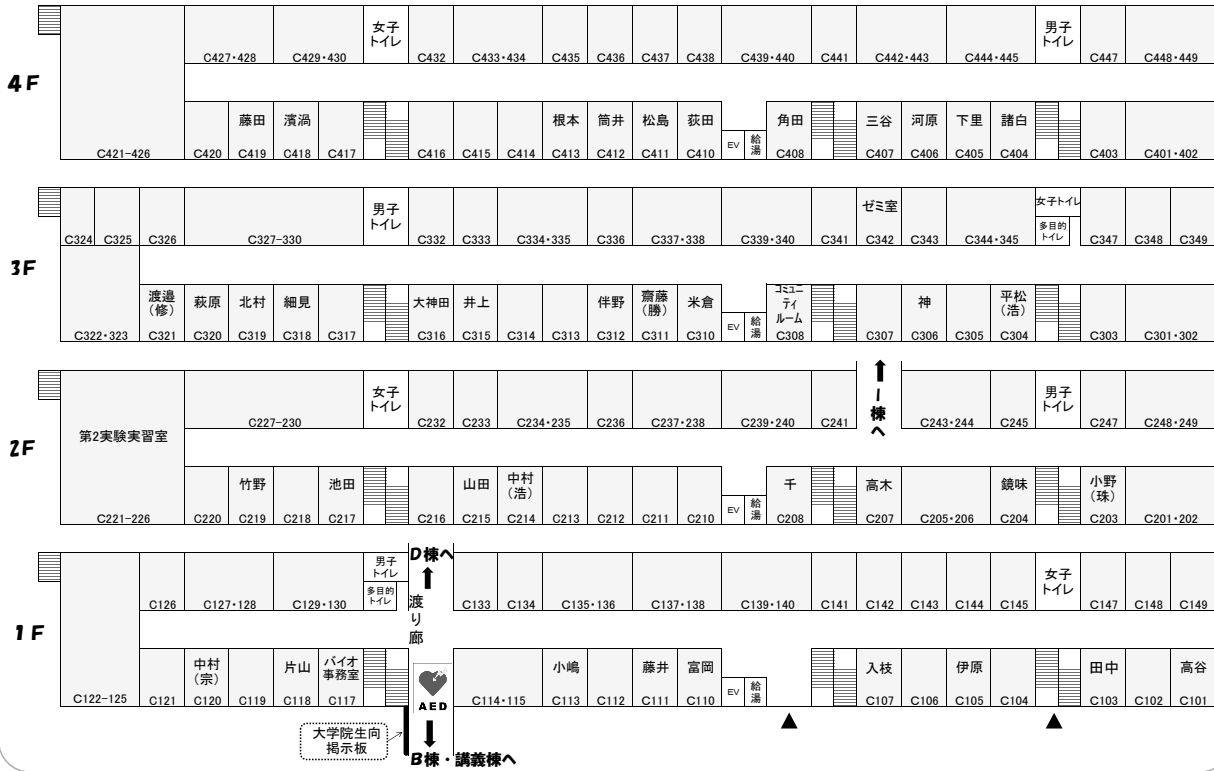 女子
トイレ
男子
トイレ
C427・428
C429・430
C432
C433・434
C435
C436
C437
C438
C439・440
C441
C442・443
C444・445
C447
C448・449
4F
藤田
濱渦
根本
筒井
松島
荻田
角田
三谷
河原
下里
諸白
C421-426
C420
C419
C418
C417
C416
C415
C414
C413
C412
C411
C410
EV
給湯
C408
C407
C406
C405
C404
C403
C401・402
男子
トイレ
ゼミ室
女子トイレ
多目的
トイレ
C324
C325
C326
C327-330
C332
C333
C334・335
C336
C337・338
C339・340
C341
C342
C343
C344・345
C347
C348
C349
3F
渡邉
(修)
萩原
北村
細見
大神田
井上
伴野
齋藤
(勝)
米倉
コミュニ
ティ
ルーム
神
平松
(浩)
C322・323
C321
C320
C319
C318
C317
C316
C315
C314
C313
C312
C311
C310
EV
給湯
C308
C307
C306
C305
C304
C303
C301・302
女子
トイレ
I棟へ
男子
トイレ
C227-230
C232
C233
C234・235
C236
C237・238
C239・240
C241
C243・244
C245
C247
C248・249
2F
第2実験実習室
竹野
池田
山田
中村
(浩)
千
高木
鏡味
小野
(珠)
C221-226
C220
C219
C218
C217
C216
C215
C214
C213
C212
C211
C210
EV
給湯
C208
C207
C205・206
C204
C203
C201・202
男子
トイレ
多目的
トイレ
D棟へ
渡り廊
女子
トイレ
C126
C127・128
C129・130
C133
C134
C135・136
C137・138
C139・140
C141
C142
C143
C144
C145
C147
C148
C149
1F
中村
(宗)
片山
バイオ
事務室
AED
小嶋
藤井
富岡
入枝
伊原
田中
高谷
C122-125
C121
C120
C119
C118
C117
C114・115
C113
C112
C111
C110
EV
給湯
C107
C106
C105
C104
C103
C102
C101
大学院生向
掲示板
B棟・講義棟へ